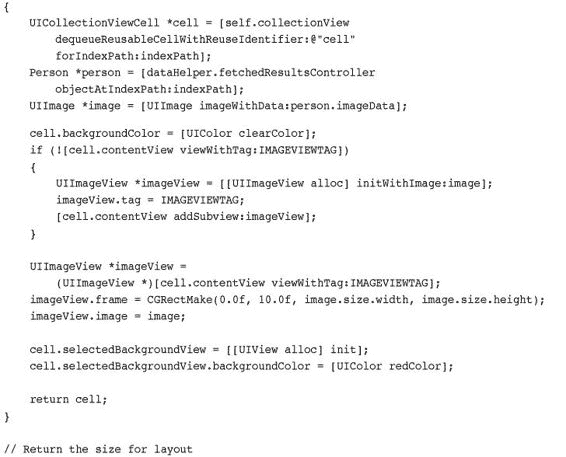 {
    UICollectionViewCell *cell = [self.collectionView
        dequeueReusableCellWithReuseIdentifier:@"cell"
        forIndexPath:indexPath];
    Person *person = [dataHelper.fetchedResultsController
        objectAtIndexPath:indexPath];
    UIImage *image = [UIImage imageWithData:person.imageData];
    cell.backgroundColor = [UIColor clearColor];
    if (![cell.contentView viewWithTag:IMAGEVIEWTAG])
    {
        UIImageView *imageView = [[UIImageView alloc] initWithImage:image];
        imageView.tag = IMAGEVIEWTAG;
        [cell.contentView addSubview:imageView];
    }
    UIImageView *imageView =
        (UIImageView *)[cell.contentView viewWithTag:IMAGEVIEWTAG];
    imageView.frame = CGRectMake(0.0f, 10.0f, image.size.width, image.size.height);
    imageView.image = image;
    cell.selectedBackgroundView = [[UIView alloc] init];
    cell.selectedBackgroundView.backgroundColor = [UIColor redColor];
    return cell;
}
// Return the size for layout